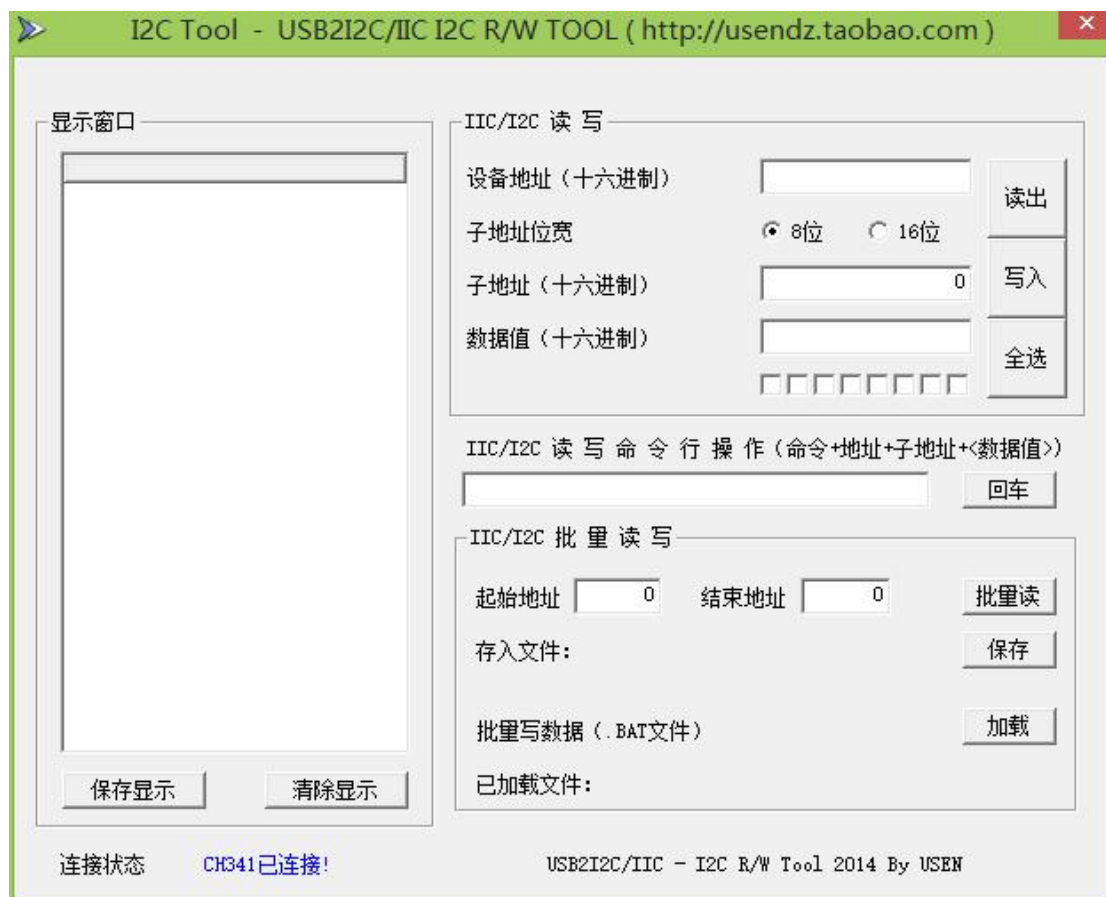 I2C Tool - USB2I2C/IIC I2C R/W TOOL ( http://usendz.taobao.com )
显示窗口
保存显示 清除显示
IIC/I2C 读 写
设备地址（十六进制） 读出
子地址位宽 8位 16位
子地址（十六进制） 0 写入
数据值（十六进制）
全选
IIC/I2C 读 写 命 令 行 操 作（命令+地址+子地址+<数据值>）
回车
IIC/I2C 批 量 读 写
起始地址 0 结束地址 0 批量读
存入文件： 保存
批量写数据（.BAT文件） 加载
已加载文件：
连接状态 CH341已连接! USB2I2C/IIC - I2C R/W Tool 2014 By USEN